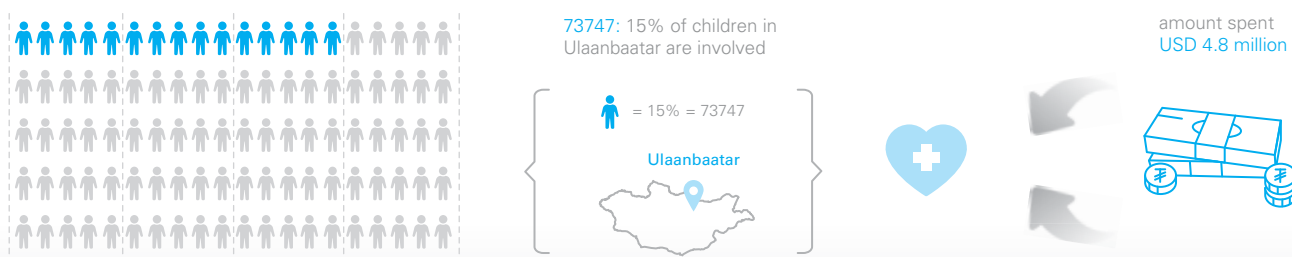 73747: 15% of children in
Ulaanbaatar are involved
= 15% = 73747
Ulaanbaatar
amount spent
USD 4.8 million
₮
₮